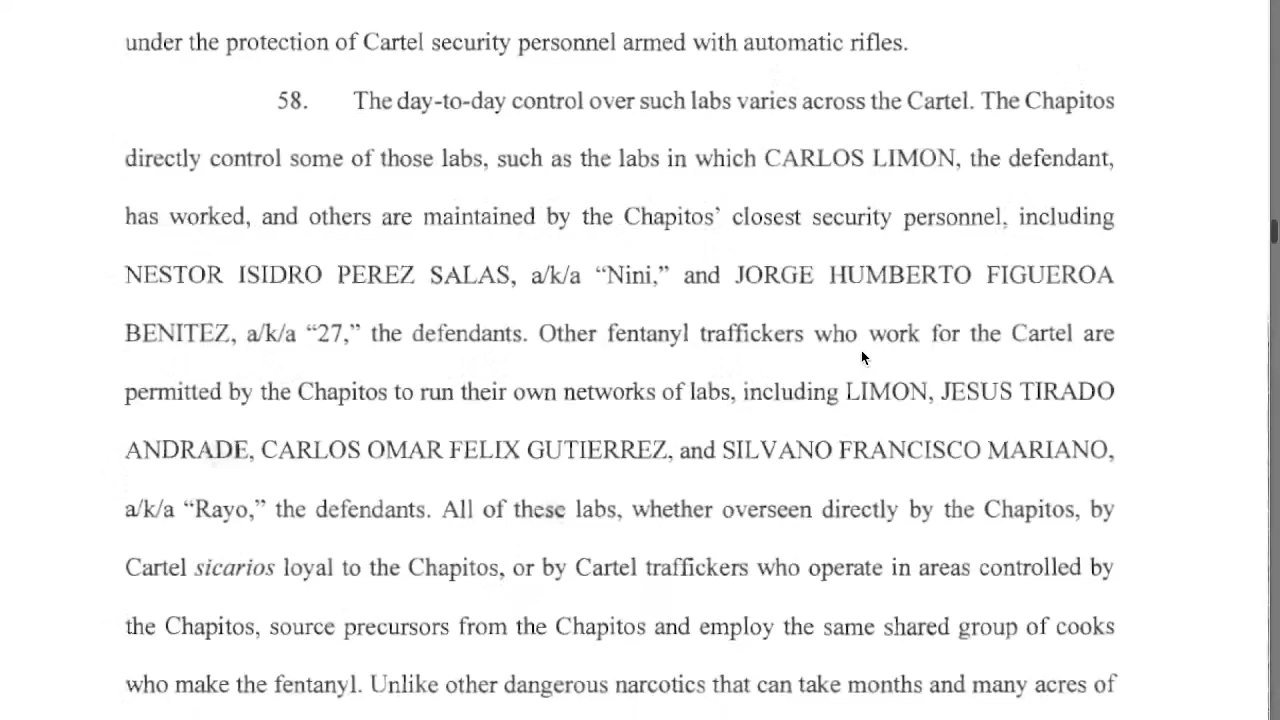 under the protection of Cartel security personnel armed with automatic rifles.
58. The day-to-day control over such labs varies across the Cartel. The Chapitos
directly control some of those labs, such as the labs in which CARLOS LIMON, the defendant,
has worked, and others are maintained by the Chapitos’ closest security personnel, including
NESTOR ISIDRO PEREZ SALAS, a/k/a “Nini,” and JORGE HUMBERTO FIGUEROA
BENITEZ, a/k/a “27,” the defendants. Other fentanyl traffickers who work for the Cartel are
permitted by the Chapitos to run their own networks of labs, including LIMON, JESUS TIRADO
ANDRADE, CARLOS OMAR FELIX GUTIERREZ, and SILVANO FRANCISCO MARIANO,
a/k/a “Rayo,” the defendants. All of these labs, whether overseen directly by the Chapitos, by
Cartel sicarios loyal to the Chapitos, or by Cartel traffickers who operate in areas controlled by
the Chapitos, source precursors from the Chapitos and employ the same shared group of cooks
who make the fentanyl. Unlike other dangerous narcotics that can take months and many acres of